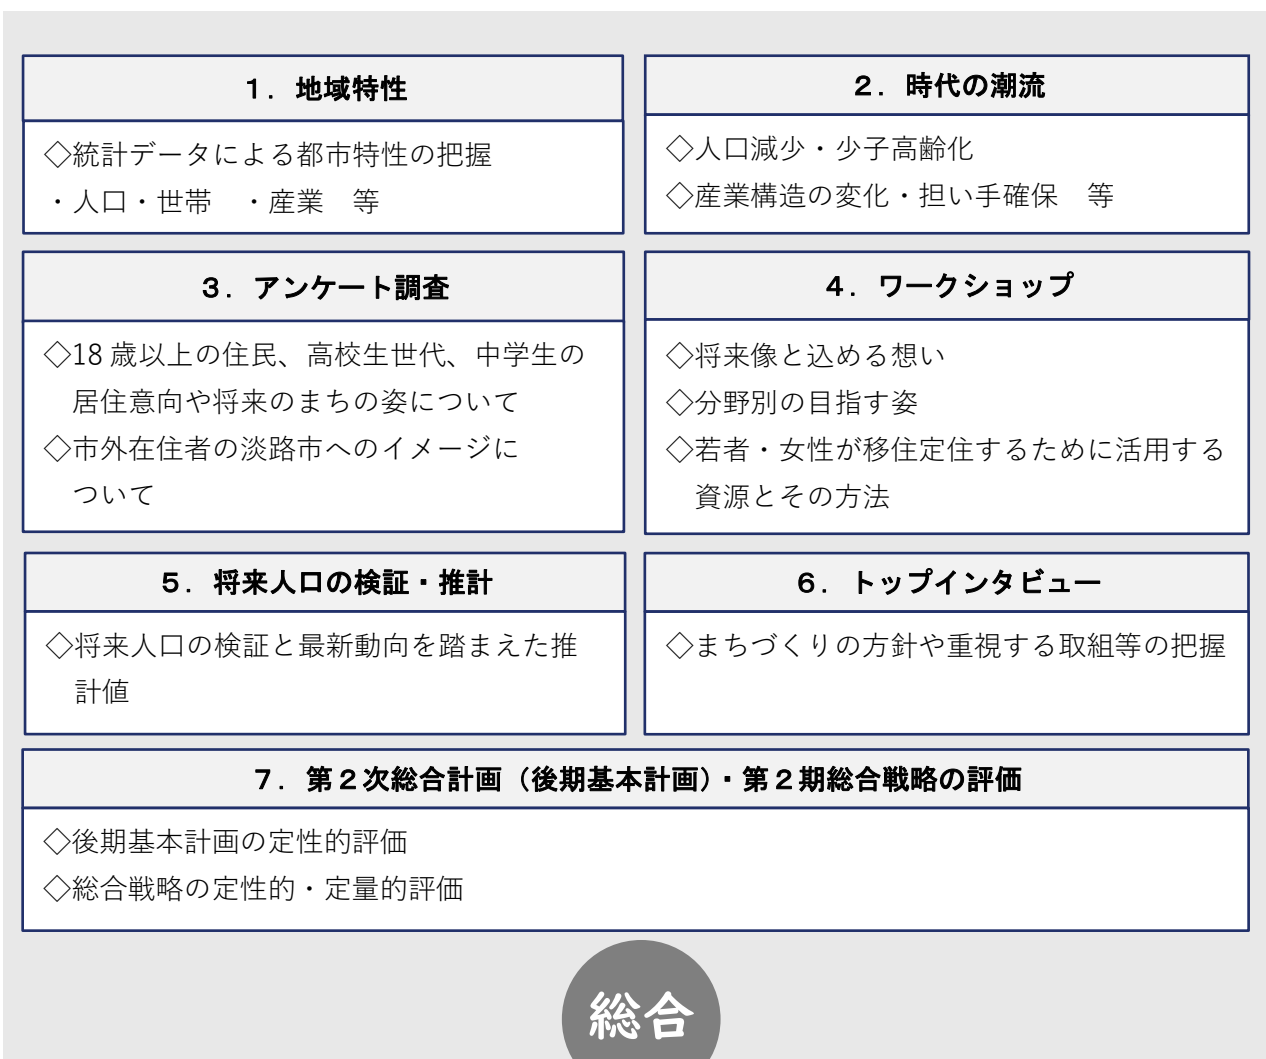 １．地域特性
◇統計データによる都市特性の把握
・人口・世帯　・産業　等
２．時代の潮流
◇人口減少・少子高齢化
◇産業構造の変化・担い手確保　等
３．アンケート調査
◇18 歳以上の住民、高校生世代、中学生の
居住意向や将来のまちの姿について
◇市外在住者の淡路市へのイメージに
ついて
４．ワークショップ
◇将来像と込める想い
◇分野別の目指す姿
◇若者・女性が移住定住するために活用する
資源とその方法
５．将来人口の検証・推計
◇将来人口の検証と最新動向を踏まえた推
計値
６．トップインタビュー
◇まちづくりの方針や重視する取組等の把握
７．第２次総合計画（後期基本計画）・第２期総合戦略の評価
◇後期基本計画の定性的評価
◇総合戦略の定性的・定量的評価
総合